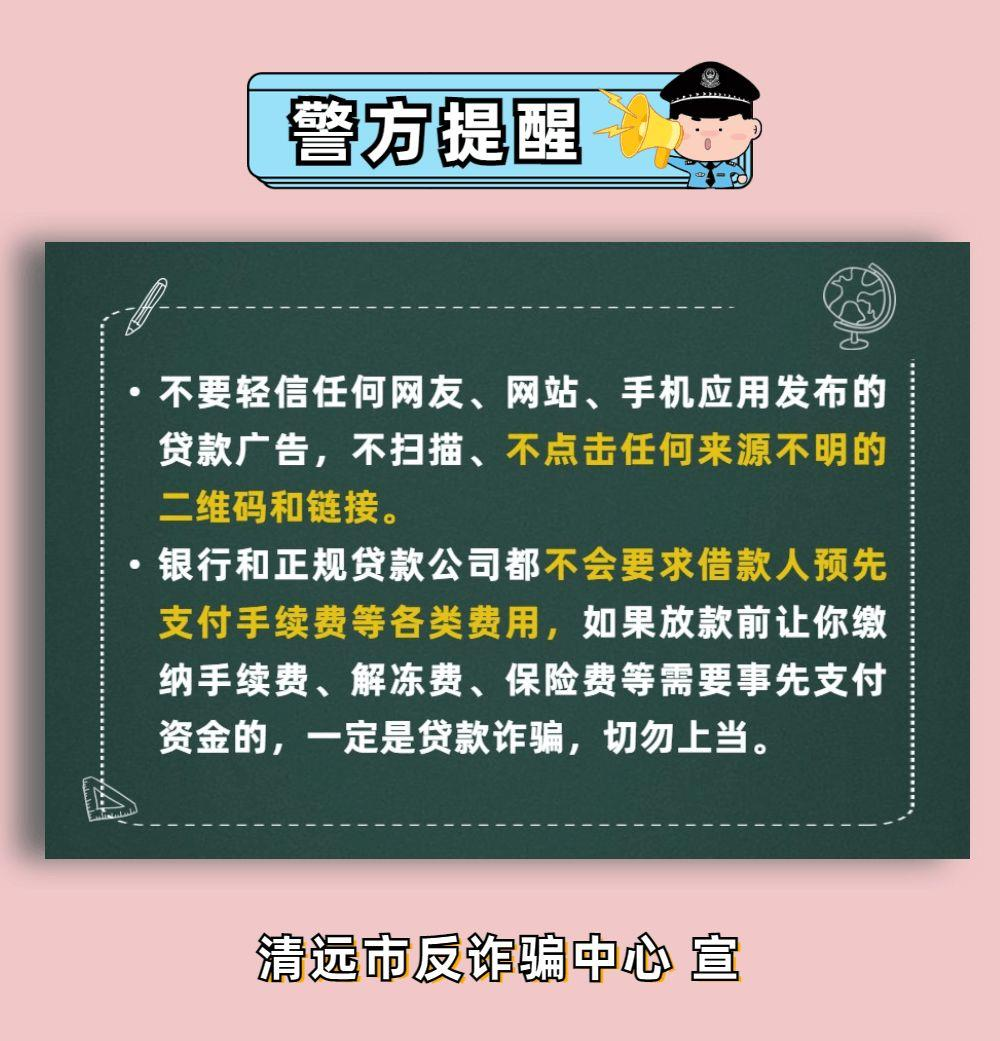 警方提醒
• 不要轻信任何网友、网站、手机应用发布的
贷款广告，不扫描、不点击任何来源不明的
二维码和链接。
• 银行和正规贷款公司都不会要求借款人预先
支付手续费等各类费用，如果放款前让你缴
纳手续费、解冻费、保险费等需要事先支付
资金的，一定是贷款诈骗，切勿上当。
清远市反诈骗中心 宣